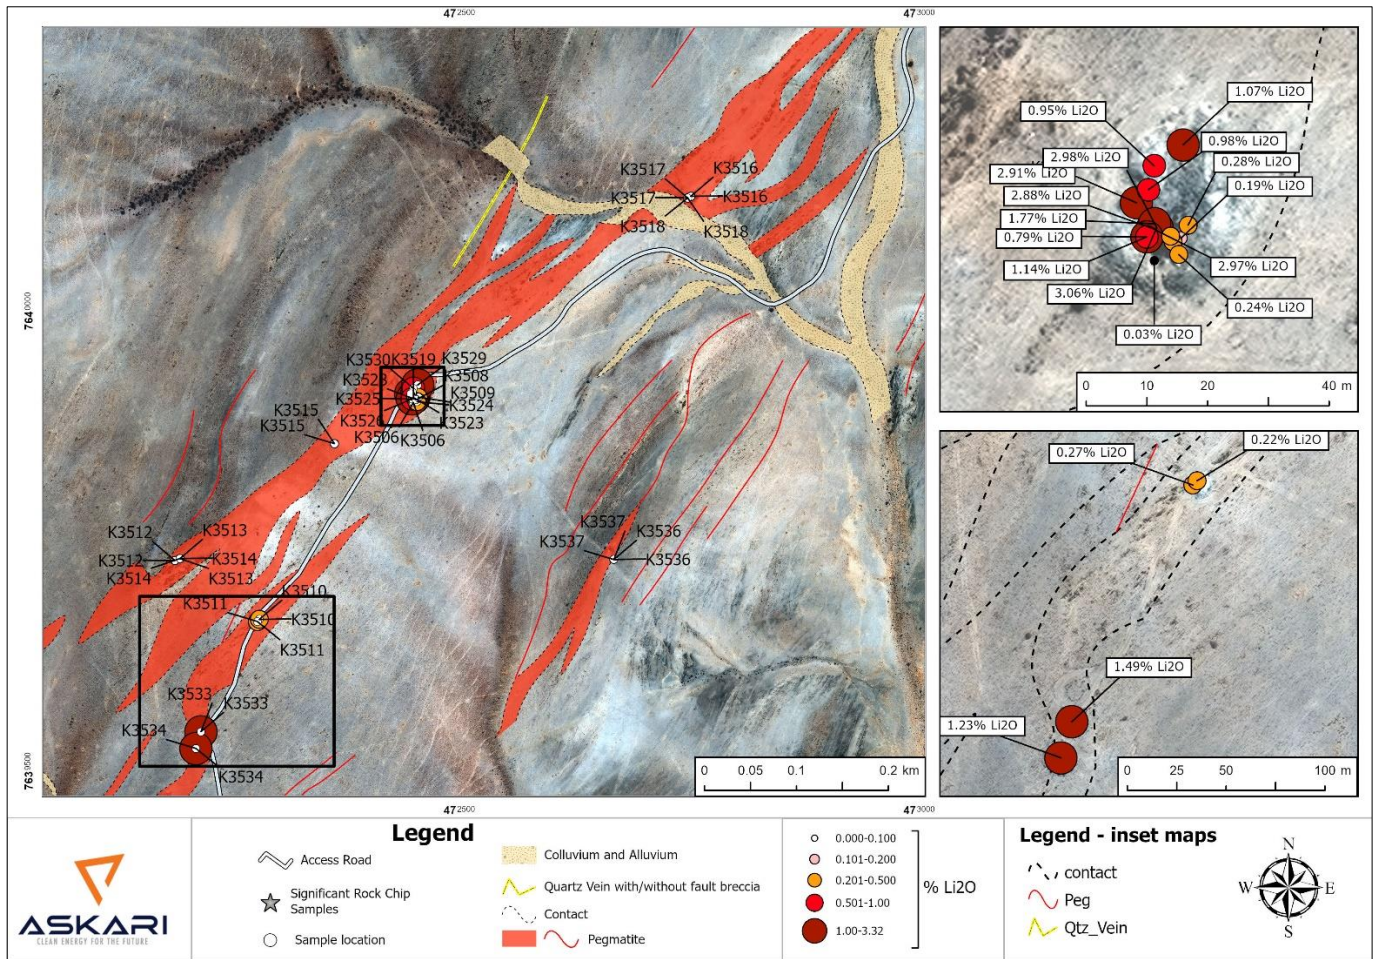 472500
473000
7640000
7639500
K3517
K3516
K3517
K3516
K3518
K3518
K3530
K3519
K3529
K3508
K3509
K3525
K3524
K3523
K3506
K3506
K3515
K3515
K3512
K3513
K3512
K3514
K3514
K3513
K3537
K3536
K3537
K3536
K3511
K3510
K3510
K3511
K3533
K3533
K3534
K3534
0 0.05 0.1 0.2 km
472500
473000
0.95% Li2O
1.07% Li2O
0.98% Li2O
2.98% Li2O
0.28% Li2O
2.91% Li2O
0.19% Li2O
2.88% Li2O
1.77% Li2O
0.79% Li2O
1.14% Li2O
2.97% Li2O
3.06% Li2O
0.24% Li2O
0.03% Li2O
0 10 20 40 m
0.22% Li2O
0.27% Li2O
1.49% Li2O
1.23% Li2O
0 25 50 100 m
ASKARI
CLEAN ENERGY FOR THE FUTURE
Legend
Access Road
Significant Rock Chip
Samples
Sample location
Colluvium and Alluvium
Quartz Vein with/without fault breccia
Contact
Pegmatite
0.000-0.100
0.101-0.200
0.201-0.500
0.501-1.00
1.00-3.32
% Li2O
Legend - inset maps
contact
Peg
Qtz_Vein
N
W
E
S